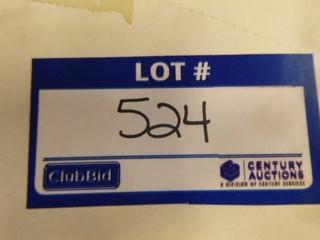 LOT #
524
ClubBid
CENTURY
AUCTIONS
A DIVISION OF CENTURY SERVICES